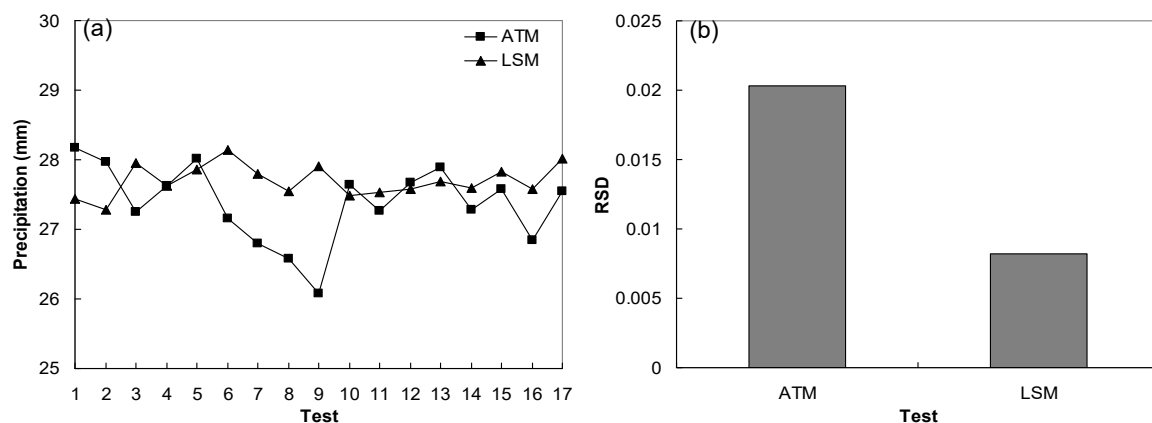 (a)
ATM
LSM
Precipitation (mm)
30
29
28
27
26
25
1 2 3 4 5 6 7 8 9 10 11 12 13 14 15 16 17
Test
(b)
RSD
0.025
0.02
0.015
0.01
0.005
0
ATM LSM
Test